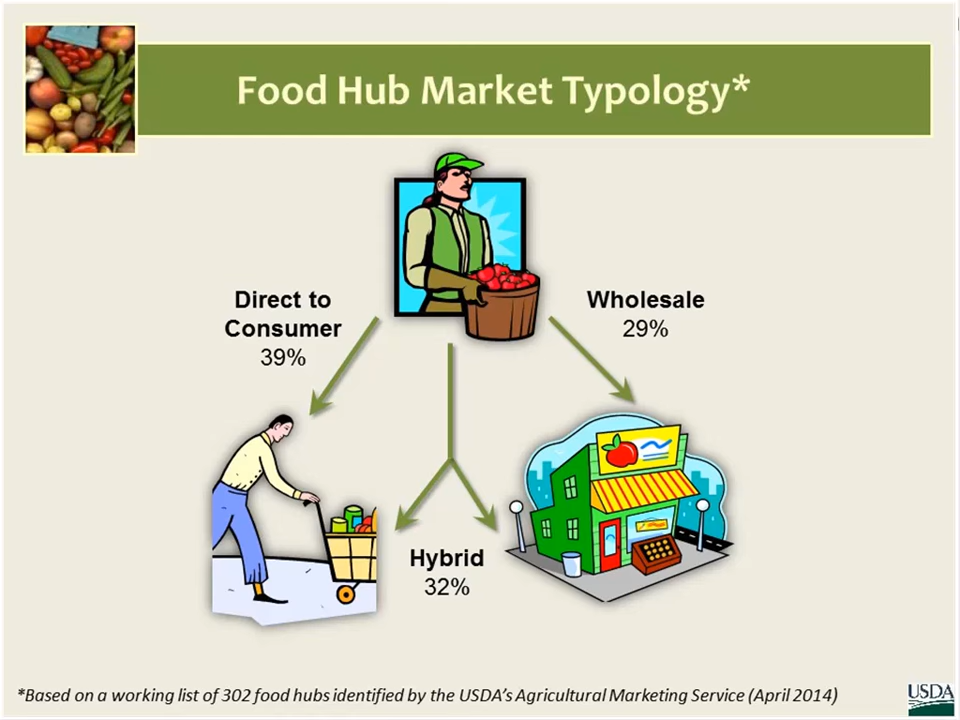 Food Hub Market Typology*
Direct to
Consumer
39%
Wholesale
29%
Hybrid
32%
*Based on a working list of 302 food hubs identified by the USDA's Agricultural Marketing Service (April 2014)
USDA